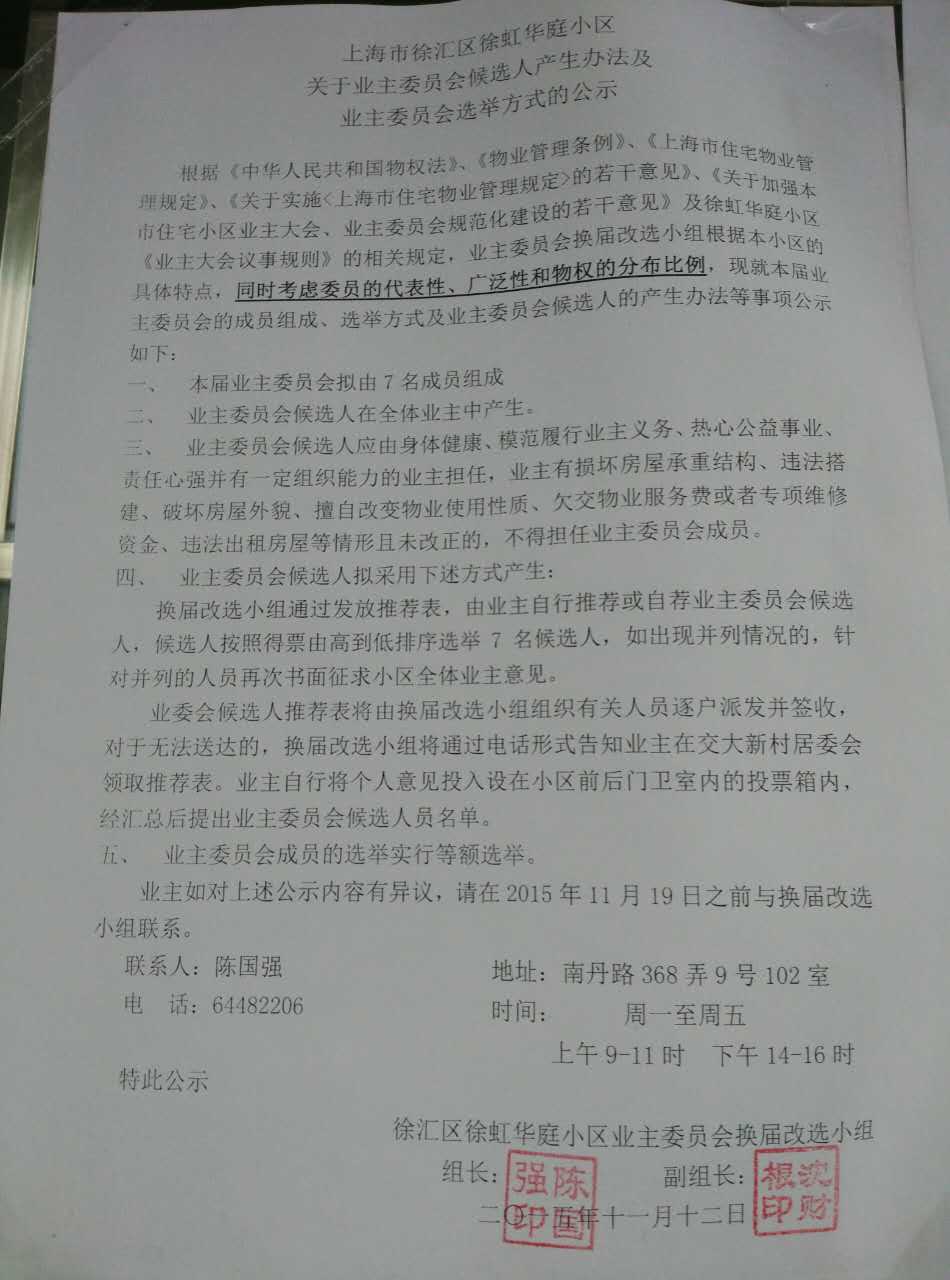 上海市徐汇区徐虹华庭小区
关于业主委员会候选人产生办法及
业主委员会选举方式的公示
根据《中华人民共和国物权法》、《物业管理条例》、《上海市住宅物业管
理规定》、《关于实施<上海市住宅物业管理规定>的若干意见》、《关于加强本
市住宅小区业主大会、业主委员会规范化建设的若干意见》及徐虹华庭小区
《业主大会议事规则》的相关规定，业主委员会换届改选小组根据本小区的
具体特点，同时考虑委员的代表性、广泛性和物权的分布比例，现就本届业
主委员会的成员组成、选举方式及业主委员会候选人的产生办法等事项公示
如下：
一、 本届业主委员会拟由 7 名成员组成
二、 业主委员会候选人在全体业主中产生。
三、 业主委员会候选人应由身体健康、模范履行业主义务、热心公益事业、
责任心强并有一定组织能力的业主担任，业主有损坏房屋承重结构、违法搭
建、破坏房屋外貌、擅自改变物业使用性质、欠交物业服务费或者专项维修
资金、违法出租房屋等情形且未改正的，不得担任业主委员会成员。
四、 业主委员会候选人拟采用下述方式产生：
换届改选小组通过发放推荐表，由业主自行推荐或自荐业主委员会候选
人，候选人按照得票由高到低排序选举 7 名候选人，如出现并列情况的，针
对并列的人员再次书面征求小区全体业主意见。
业委会候选人推荐表将由换届改选小组组织有关人员逐户派发并签收，
对于无法送达的，换届改选小组将通过电话形式告知业主在交大新村居委会
领取推荐表。业主自行将个人意见投入设在小区前后门卫室内的投票箱内，
经汇总后提出业主委员会候选人员名单。
五、 业主委员会成员的选举实行等额选举。
业主如对上述公示内容有异议，请在 2015 年 11 月 19 日之前与换届改选
小组联系。
联系人：陈国强 地址：南丹路 368 弄 9 号 102 室
电 话：64482206 时间： 周一至周五
上午 9-11 时 下午 14-16 时
特此公示
徐汇区徐虹华庭小区业主委员会换届改选小组
组长：陈国强印 副组长：沈财根印
二〇一五年十一月十二日